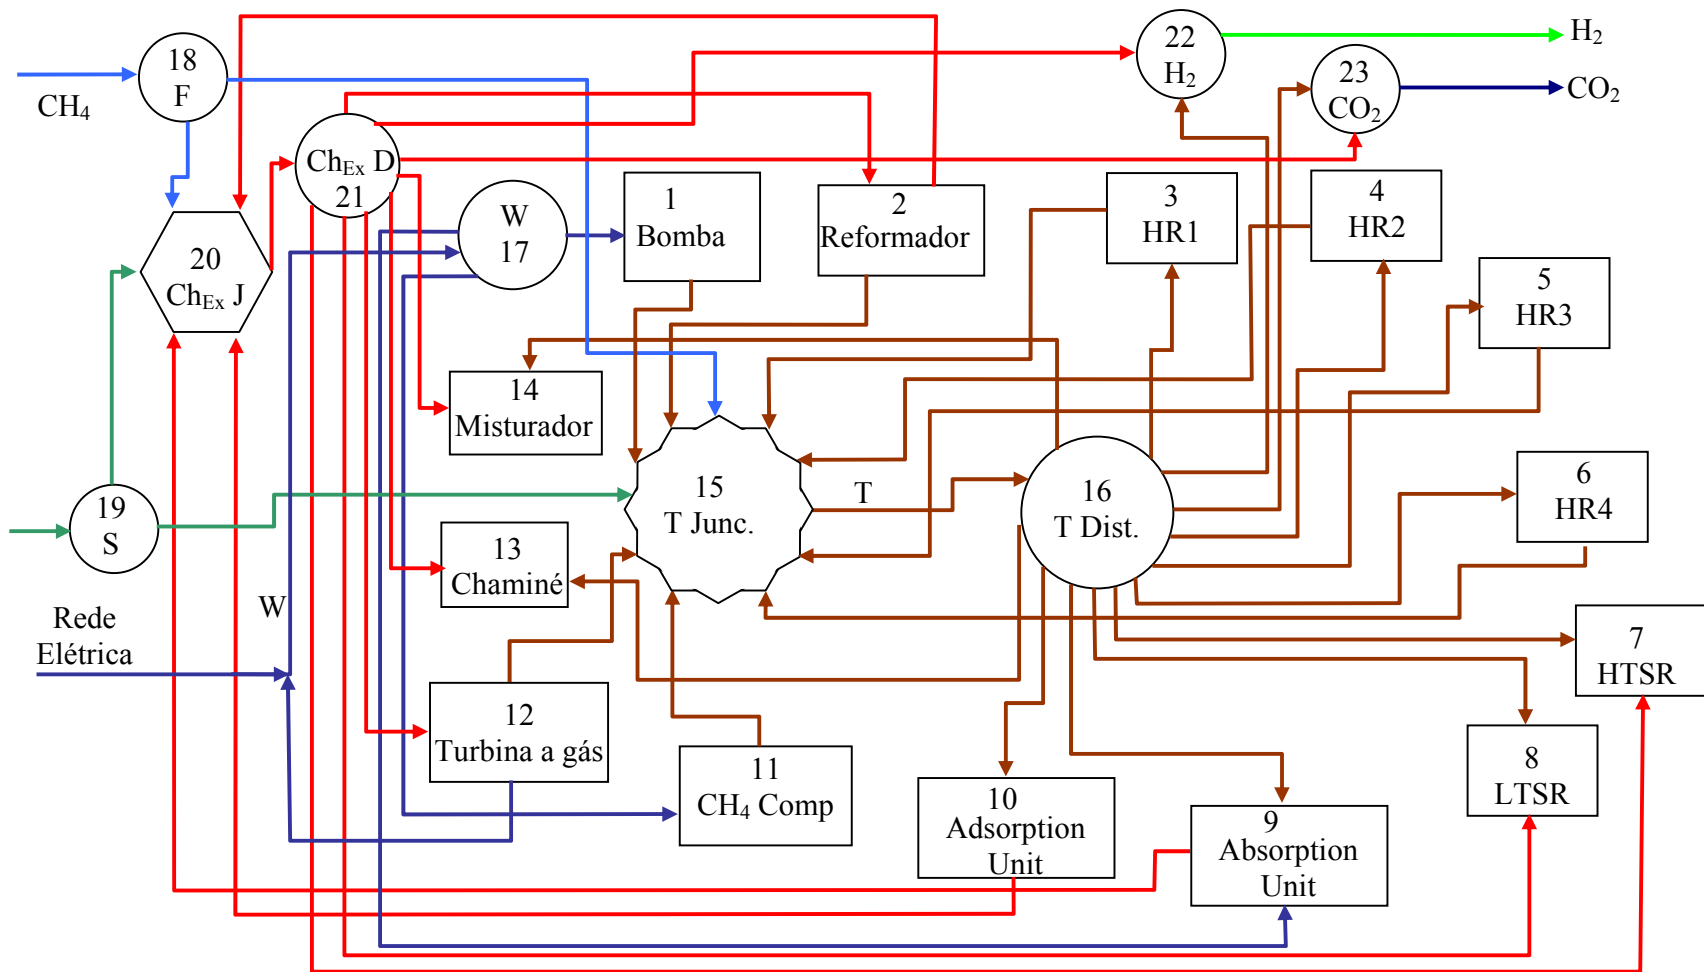 18
F
CH₄
22
H₂
H₂
23
CO₂
CO₂
Ch_Ex D
21
W
17
1
Bomba
2
Reformador
3
HR1
4
HR2
5
HR3
20
Ch_Ex J
14
Misturador
15
T Junc.
T
16
T Dist.
6
HR4
19
S
13
Chaminé
W
Rede
Elétrica
7
HTSR
12
Turbina a gás
11
CH₄ Comp
8
LTSR
10
Adsorption
Unit
9
Absorption
Unit